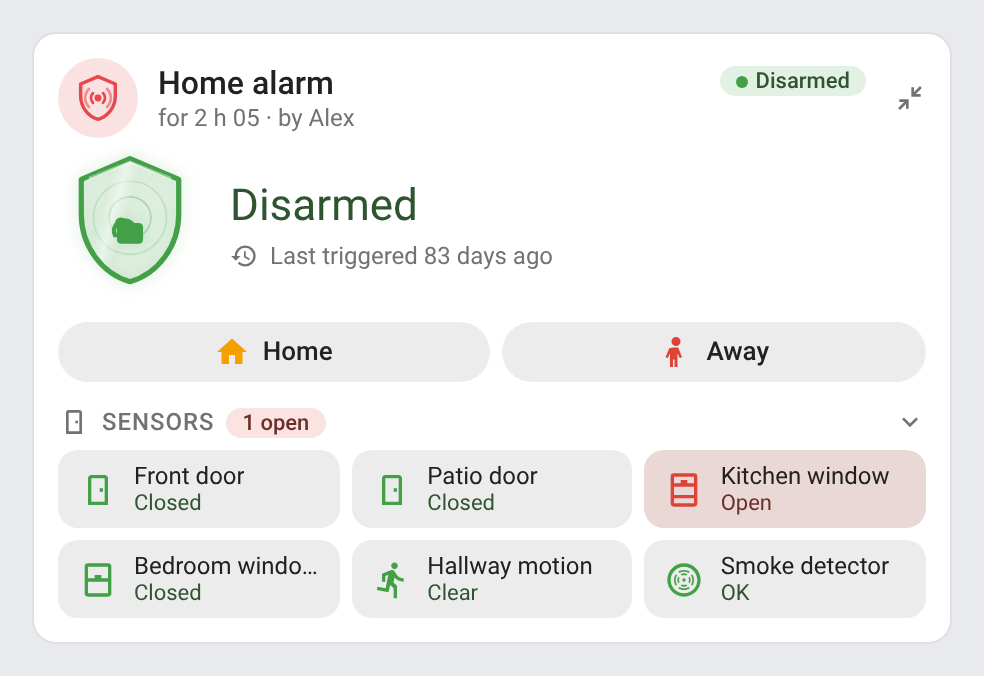 Home alarm
for 2 h 05 · by Alex
Disarmed
Disarmed
Last triggered 83 days ago
Home
Away
SENSORS
1 open
Front door
Closed
Patio door
Closed
Kitchen window
Open
Bedroom windo...
Closed
Hallway motion
Clear
Smoke detector
OK